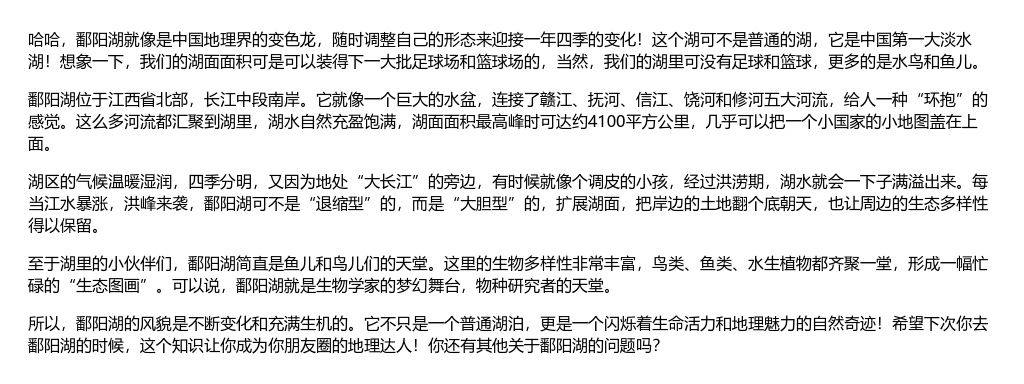 哈哈，鄱阳湖就像是中国地理界的变色龙，随时调整自己的形态来迎接一年四季的变化！这个湖可不是普通的湖，它是中国第一大淡水
湖！想象一下，我们的湖面面积可是可以装得下一大批足球场和篮球场的，当然，我们的湖里可没有足球和篮球，更多的是水鸟和鱼儿。
鄱阳湖位于江西省北部，长江中段南岸。它就像一个巨大的水盆，连接了赣江、抚河、信江、饶河和修河五大河流，给人一种“环抱”的
感觉。这么多河流都汇聚到湖里，湖水自然充盈饱满，湖面面积最高峰时可达约4100平方公里，几乎可以把一个小国家的小地图盖在上
面。
湖区的气候温暖湿润，四季分明，又因为地处“大长江”的旁边，有时候就像个调皮的小孩，经过洪涝期，湖水就会一下子满溢出来。每
当江水暴涨，洪峰来袭，鄱阳湖可不是“退缩型”的，而是“大胆型”的，扩展湖面，把岸边的土地翻个底朝天，也让周边的生态多样性
得以保留。
至于湖里的小伙伴们，鄱阳湖简直是鱼儿和鸟儿们的天堂。这里的生物多样性非常丰富，鸟类、鱼类、水生植物都齐聚一堂，形成一幅忙
碌的“生态图画”。可以说，鄱阳湖就是生物学家的梦幻舞台，物种研究者的天堂。
所以，鄱阳湖的风貌是不断变化和充满生机的。它不只是一个普通湖泊，更是一个闪烁着生命活力和地理魅力的自然奇迹！希望下次你去
鄱阳湖的时候，这个知识让你成为你朋友圈的地理达人！你还有其他关于鄱阳湖的问题吗？